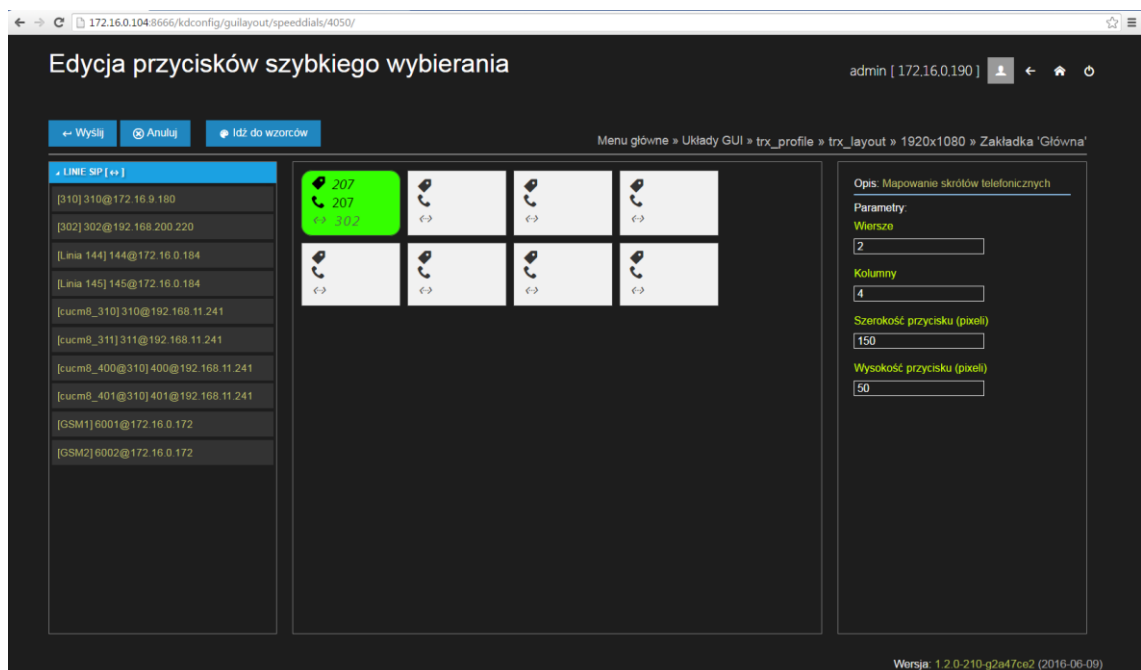 172.16.0.104:8666/kdconfig/guilayout/speeddials/4050/
Edycja przycisków szybkiego wybierania
admin [ 172.16.0.190 ]
Wyślij
Anuluj
Idź do wzorców
Menu główne » Układy GUI » trx_profile » trx_layout » 1920x1080 » Zakładka 'Główna'
LINIE SIP [↔]
[310] 310@172.16.9.180
[302] 302@192.168.200.220
[Linia 144] 144@172.16.0.184
[Linia 145] 145@172.16.0.184
[cucm8_310] 310@192.168.11.241
[cucm8_311] 311@192.168.11.241
[cucm8_400@310] 400@192.168.11.241
[cucm8_401@310] 401@192.168.11.241
[GSM1] 6001@172.16.0.172
[GSM2] 6002@172.16.0.172
207
207
302
Opis: Mapowanie skrótów telefonicznych
Parametry:
Wiersze
2
Kolumny
4
Szerokość przycisku (pixeli)
150
Wysokość przycisku (pixeli)
50
Wersja: 1.2.0-210-g2a47ce2 (2016-06-09)